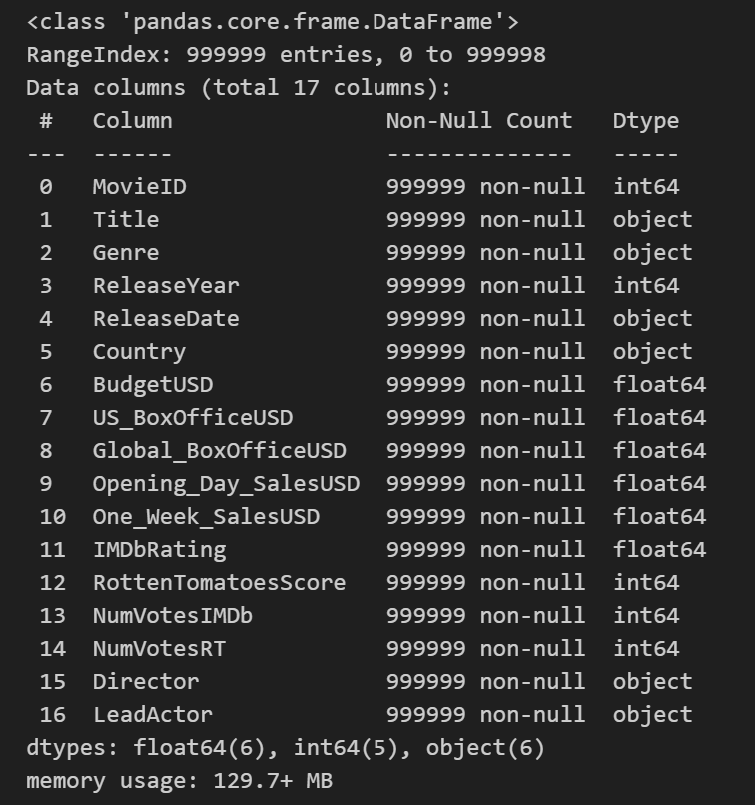 <class 'pandas.core.frame.DataFrame'>
RangeIndex: 999999 entries, 0 to 999998
Data columns (total 17 columns):
 #   Column                Non-Null Count   Dtype
---  ------                --------------   -----
 0   MovieID               999999 non-null  int64
 1   Title                 999999 non-null  object
 2   Genre                 999999 non-null  object
 3   ReleaseYear           999999 non-null  int64
 4   ReleaseDate           999999 non-null  object
 5   Country               999999 non-null  object
 6   BudgetUSD             999999 non-null  float64
 7   US_BoxOfficeUSD       999999 non-null  float64
 8   Global_BoxOfficeUSD   999999 non-null  float64
 9   Opening_Day_SalesUSD  999999 non-null  float64
 10  One_Week_SalesUSD     999999 non-null  float64
 11  IMDbRating            999999 non-null  float64
 12  RottenTomatoesScore   999999 non-null  int64
 13  NumVotesIMDb          999999 non-null  int64
 14  NumVotesRT            999999 non-null  int64
 15  Director              999999 non-null  object
 16  LeadActor             999999 non-null  object
dtypes: float64(6), int64(5), object(6)
memory usage: 129.7+ MB